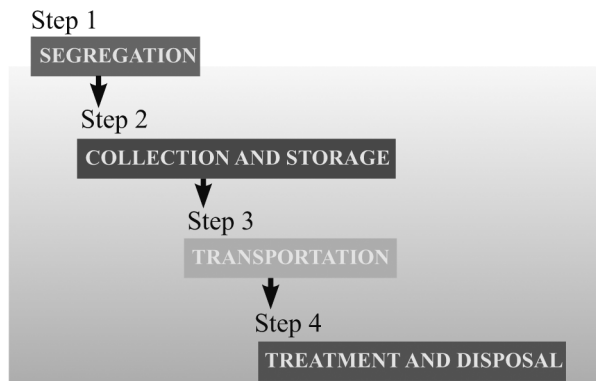 Step 1
SEGREGATION
Step 2
COLLECTION AND STORAGE
Step 3
TRANSPORTATION
Step 4
TREATMENT AND DISPOSAL